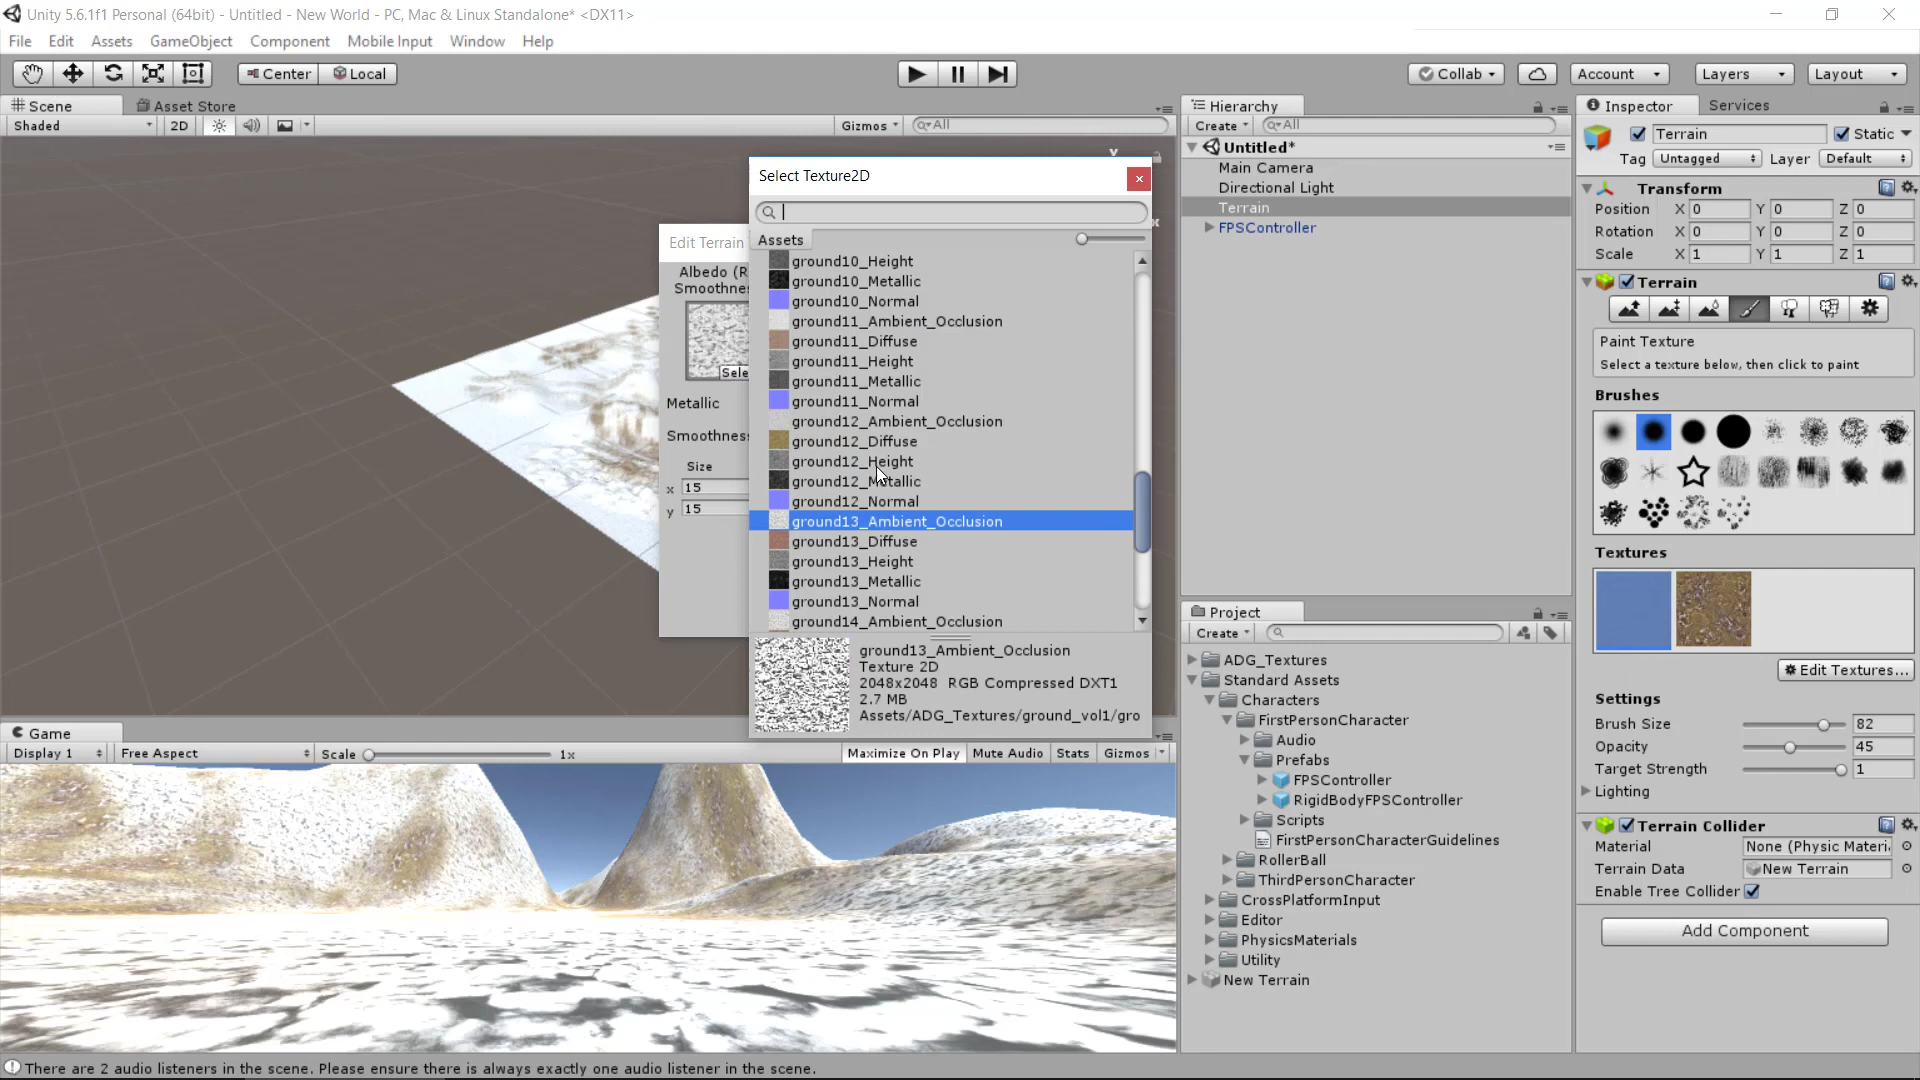 Unity 5.6.1f1 Personal (64bit) - Untitled - New World - PC, Mac & Linux Standalone* <DX11>
File Edit Assets GameObject Component Mobile Input Window Help
Center Local Collab Account Layers Layout
Scene Asset Store
Shaded 2D Gizmos All
Hierarchy
Create All
Untitled*
Main Camera
Directional Light
Terrain
FPSController
Select Texture2D
Assets
ground10_Height
ground10_Metallic
ground10_Normal
ground11_Ambient_Occlusion
ground11_Diffuse
ground11_Height
ground11_Metallic
ground11_Normal
ground12_Ambient_Occlusion
ground12_Diffuse
ground12_Height
ground12_Metallic
ground12_Normal
ground13_Ambient_Occlusion
ground13_Diffuse
ground13_Height
ground13_Metallic
ground13_Normal
ground14_Ambient_Occlusion
ground13_Ambient_Occlusion
Texture 2D
2048x2048 RGB Compressed DXT1
2.7 MB
Assets/ADG_Textures/ground_vol1/gro
y
x
Edit Terrain
Albedo (R
Smoothnes
Sele
Metallic
Smoothness
Size
x 15
y 15
Game
Display 1 Free Aspect Scale 1x Maximize On Play Mute Audio Stats Gizmos
Project
Create
ADG_Textures
Standard Assets
Characters
FirstPersonCharacter
Audio
Prefabs
FPSController
RigidBodyFPSController
Scripts
FirstPersonCharacterGuidelines
RollerBall
ThirdPersonCharacter
CrossPlatformInput
Editor
PhysicsMaterials
Utility
New Terrain
Inspector Services
Terrain Static
Tag Untagged Layer Default
Transform
Position X 0 Y 0 Z 0
Rotation X 0 Y 0 Z 0
Scale X 1 Y 1 Z 1
Terrain
Paint Texture
Select a texture below, then click to paint
Brushes
Textures
Edit Textures...
Settings
Brush Size 82
Opacity 45
Target Strength 1
Lighting
Terrain Collider
Material None (Physic Materi
Terrain Data New Terrain
Enable Tree Collider
Add Component
There are 2 audio listeners in the scene. Please ensure there is always exactly one audio listener in the scene.